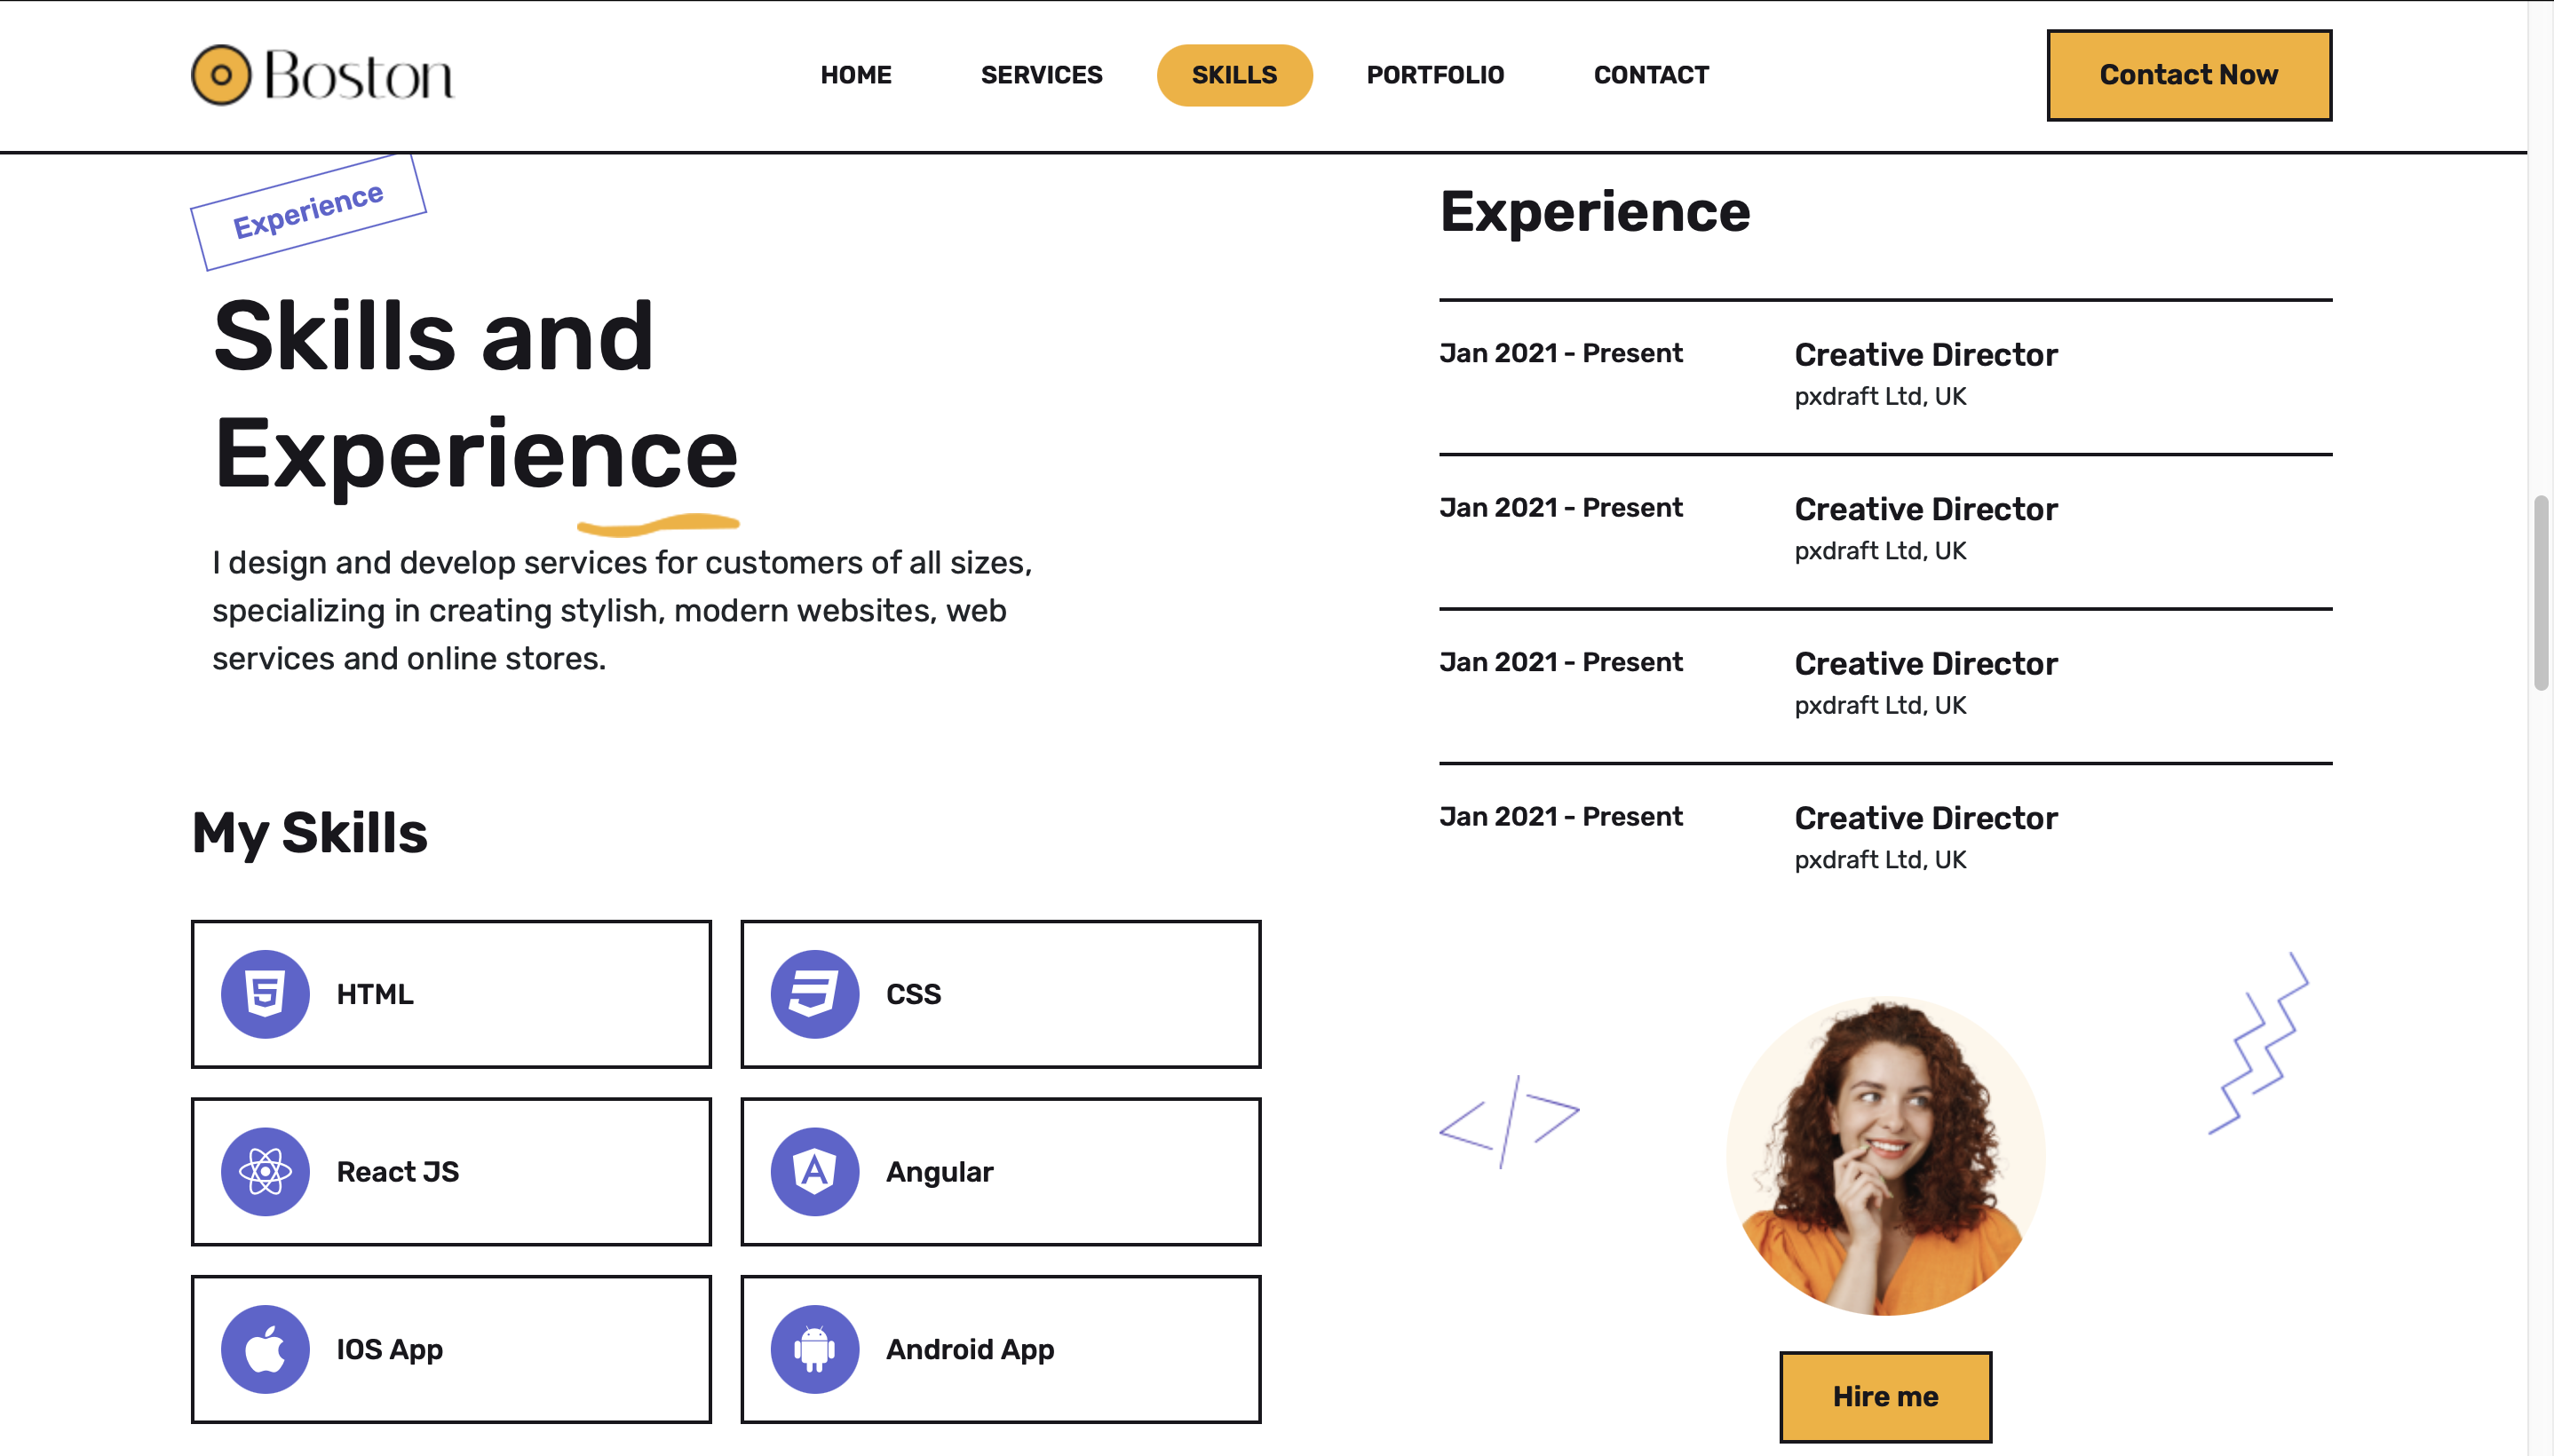 Boston
HOME
SERVICES
SKILLS
PORTFOLIO
CONTACT
Contact Now
Experience
Skills and
Experience
I design and develop services for customers of all sizes,
specializing in creating stylish, modern websites, web
services and online stores.
My Skills
HTML
CSS
React JS
Angular
IOS App
Android App
Experience
Jan 2021 - Present
Creative Director
pxdraft Ltd, UK
Jan 2021 - Present
Creative Director
pxdraft Ltd, UK
Jan 2021 - Present
Creative Director
pxdraft Ltd, UK
Jan 2021 - Present
Creative Director
pxdraft Ltd, UK
</>
Hire me